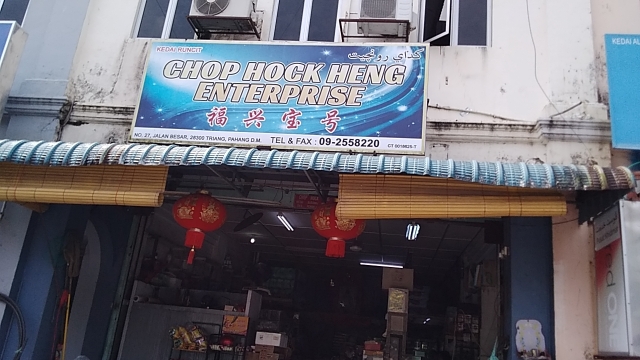 KEDAI RUNCIT
كداي رونچيت
CHOP HOCK HENG
ENTERPRISE
福兴宝号
NO. 27, JALAN BESAR, 28300 TRIANG, PAHANG D.M. TEL & FAX : 09-2558220
KEDAI